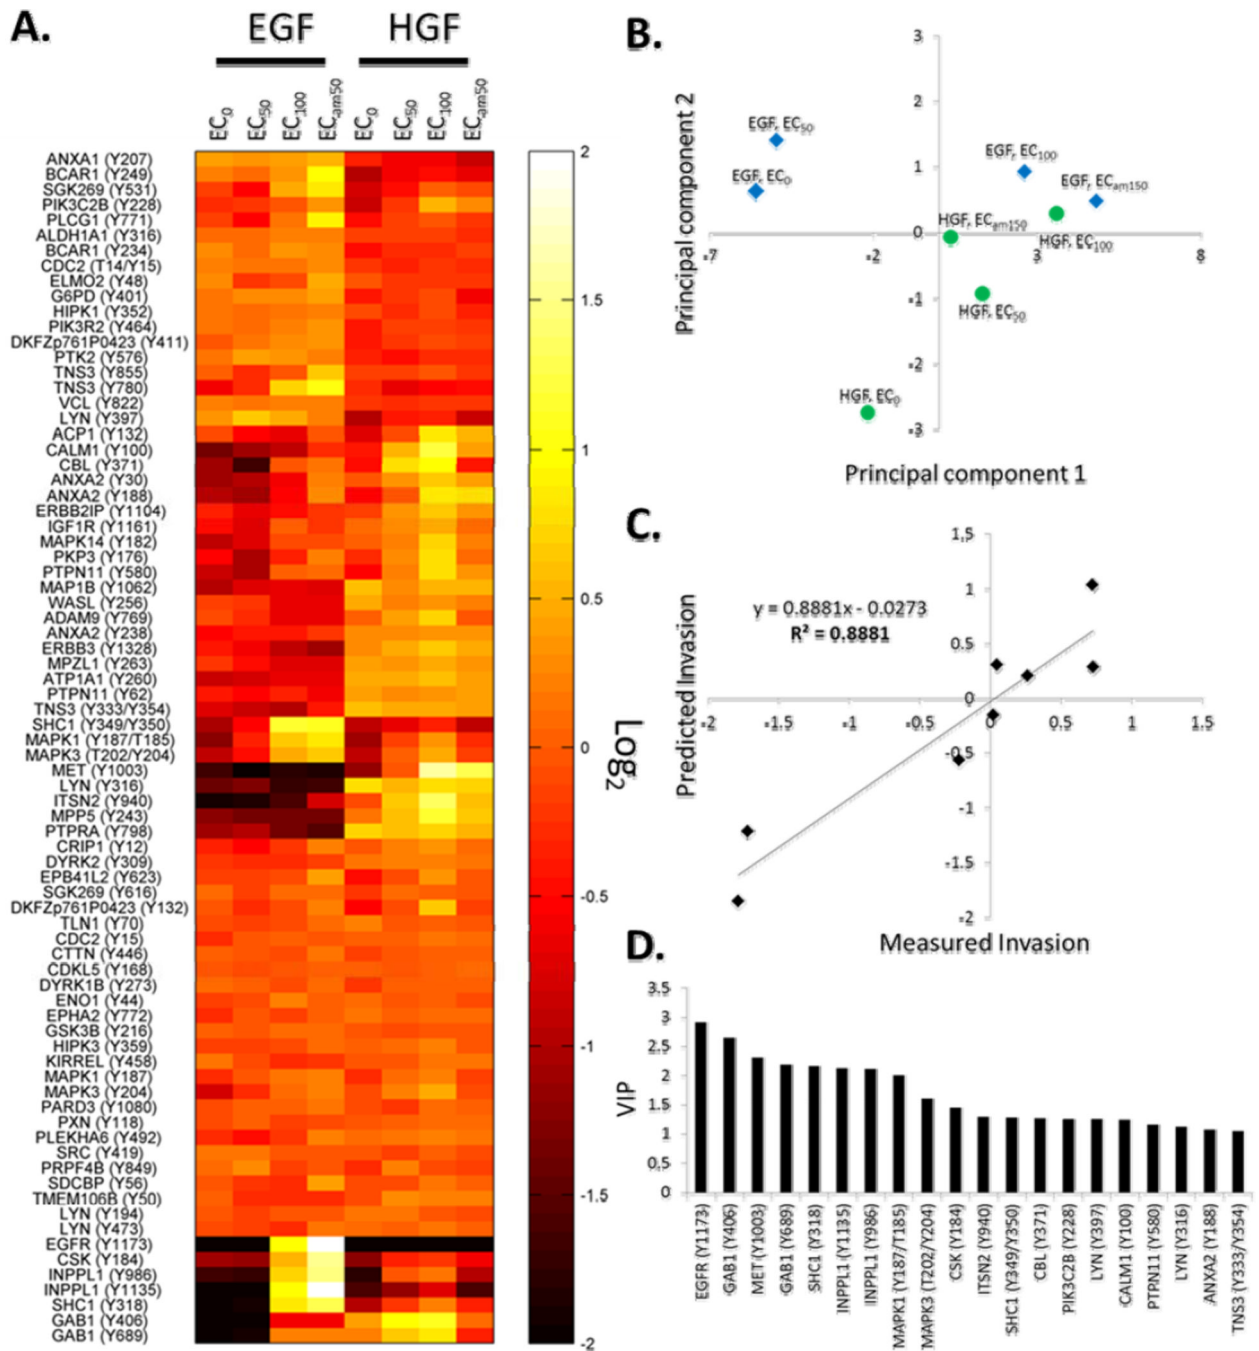 A.
EGF
HGF
EC0
EC50
EC100
ECam50
EC0
EC50
EC100
ECam50
ANXA1 (Y207)
BCAR1 (Y249)
SGK269 (Y531)
PIK3C2B (Y228)
PLCG1 (Y771)
ALDH1A1 (Y316)
BCAR1 (Y234)
CDC2 (T14/Y15)
ELMO2 (Y48)
G6PD (Y401)
HIPK1 (Y352)
PIK3R2 (Y464)
DKFZp761P0423 (Y411)
PTK2 (Y576)
TNS3 (Y855)
TNS3 (Y780)
VCL (Y822)
LYN (Y397)
ACP1 (Y132)
CALM1 (Y100)
CBL (Y371)
ANXA2 (Y30)
ANXA2 (Y188)
ERBB2IP (Y1104)
IGF1R (Y1161)
MAPK14 (Y182)
PKP3 (Y176)
PTPN11 (Y580)
MAP1B (Y1062)
WASL (Y256)
ADAM9 (Y769)
ANXA2 (Y238)
ERBB3 (Y1328)
MPZL1 (Y263)
ATP1A1 (Y260)
PTPN11 (Y62)
TNS3 (Y333/Y354)
SHC1 (Y349/Y350)
MAPK1 (Y187/T185)
MAPK3 (T202/Y204)
MET (Y1003)
LYN (Y316)
ITSN2 (Y940)
MPP5 (Y243)
PTPRA (Y798)
CRIP1 (Y12)
DYRK2 (Y309)
EPB41L2 (Y623)
SGK269 (Y616)
DKFZp761P0423 (Y132)
TLN1 (Y70)
CDC2 (Y15)
CTTN (Y446)
CDKL5 (Y168)
DYRK1B (Y273)
ENO1 (Y44)
EPHA2 (Y772)
GSK3B (Y216)
HIPK3 (Y359)
KIRREL (Y458)
MAPK1 (Y187)
MAPK3 (Y204)
PARD3 (Y1080)
PXN (Y118)
PLEKHA6 (Y492)
SRC (Y419)
PRPF4B (Y849)
SDCBP (Y56)
TMEM106B (Y50)
LYN (Y194)
LYN (Y473)
EGFR (Y1173)
CSK (Y184)
INPPL1 (Y986)
INPPL1 (Y1135)
SHC1 (Y318)
GAB1 (Y406)
GAB1 (Y689)
2
1.5
1
0.5
0
-0.5
-1
-1.5
-2
Log2
B.
Principal component 2
3
2
1
0
-1
-2
-3
-7
-2
3
8
EGF, EC50
EGF, EC0
EGF, EC100
EGF, ECam150
HGF, ECam150
HGF, EC100
HGF, EC50
HGF, EC0
Principal component 1
C.
Predicted Invasion
y = 0.8881x - 0.0273
R² = 0.8881
1.5
1
0.5
0
-0.5
-1
-1.5
-2
-2
-1.5
-1
-0.5
0
0.5
1
1.5
Measured Invasion
D.
VIP
3.5
3
2.5
2
1.5
1
0.5
0
EGFR (Y1173)
GAB1 (Y406)
MET (Y1003)
GAB1 (Y689)
SHC1 (Y318)
INPPL1 (Y1135)
INPPL1 (Y986)
MAPK1 (Y187/T185)
MAPK3 (T202/Y204)
CSK (Y184)
ITSN2 (Y940)
SHC1 (Y349/Y350)
CBL (Y371)
PIK3C2B (Y228)
LYN (Y397)
CALM1 (Y100)
PTPN11 (Y580)
LYN (Y316)
ANXA2 (Y188)
TNS3 (Y333/Y354)